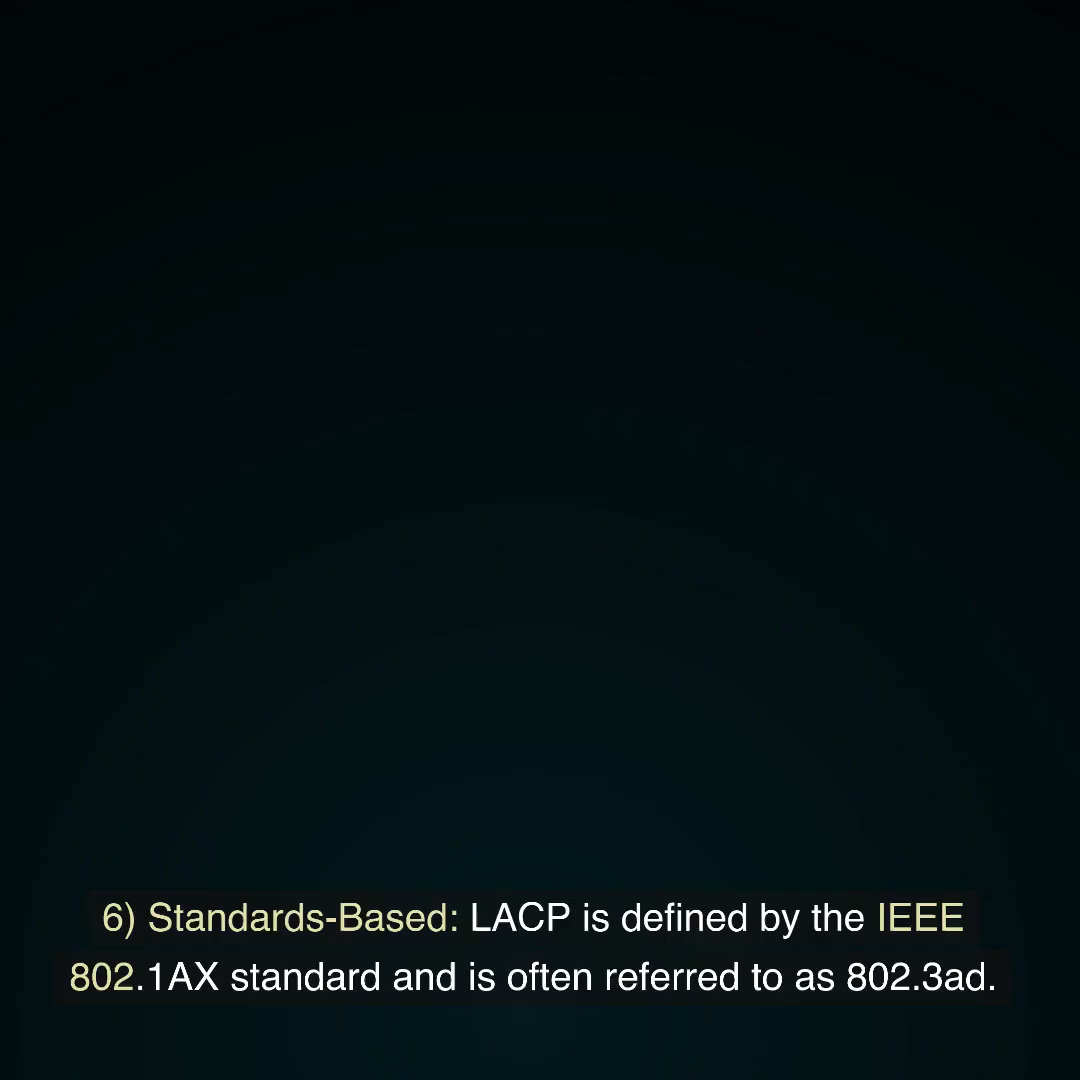 6) Standards-Based: LACP is defined by the IEEE
802.1AX standard and is often referred to as 802.3ad.